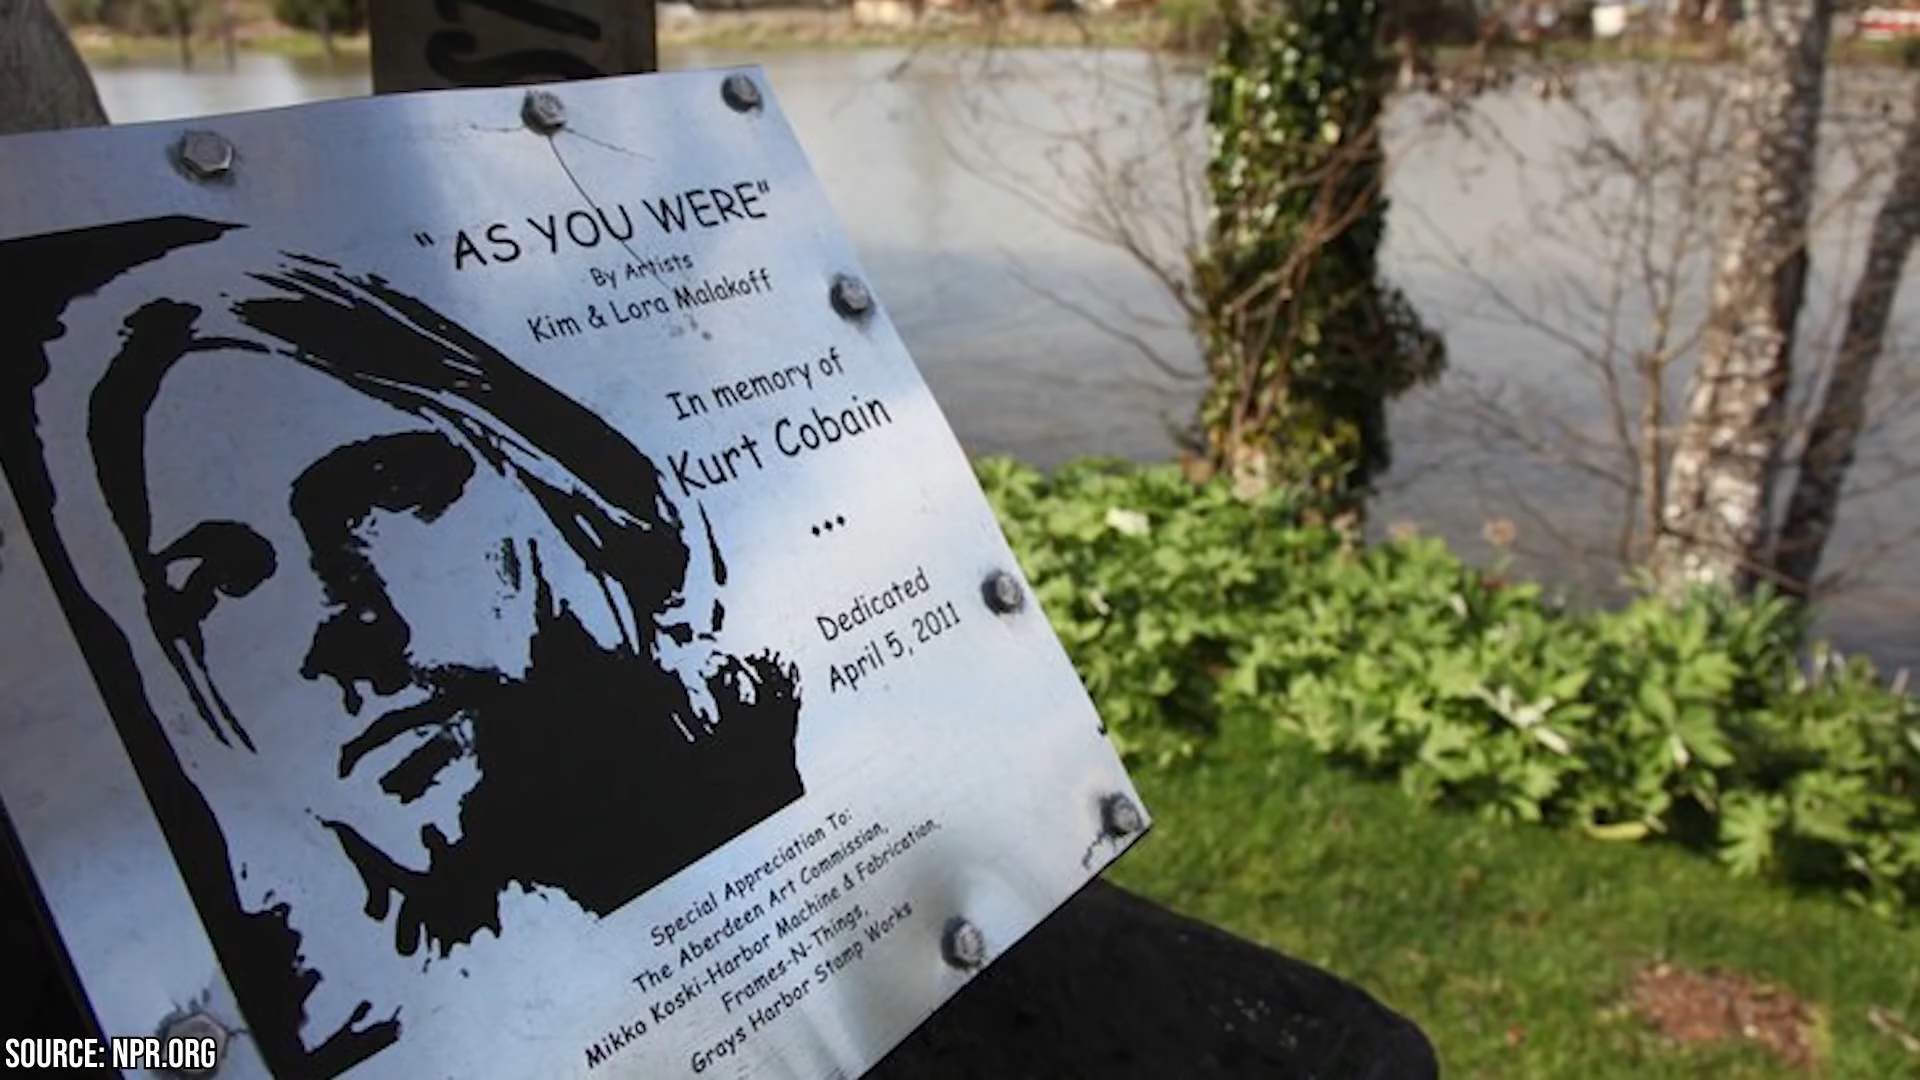 "AS YOU WERE"
By Artists
Kim & Lora Malakoff
In memory of
Kurt Cobain
Dedicated
April 5, 2011
Special Appreciation To:
The Aberdeen Art Commission,
Mikko Koski-Harbor Machine & Fabrication,
Frames-N-Things,
Grays Harbor Stamp Works
SOURCE: NPR.ORG